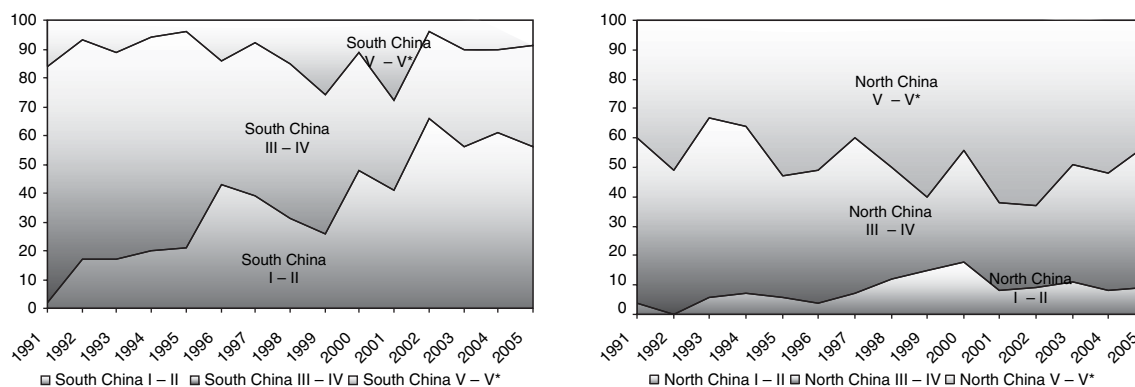 100
90
80
70
60
50
40
30
20
10
0
South China
V – V*
South China
III – IV
South China
I – II
1991 1992 1993 1994 1995 1996 1997 1998 1999 2000 2001 2002 2003 2004 2005
South China I – II South China III – IV South China V – V*
100
90
80
70
60
50
40
30
20
10
0
North China
V – V*
North China
III – IV
North China
I – II
1991 1992 1993 1994 1995 1996 1997 1998 1999 2000 2001 2002 2003 2004 2005
North China I – II North China III – IV North China V – V*